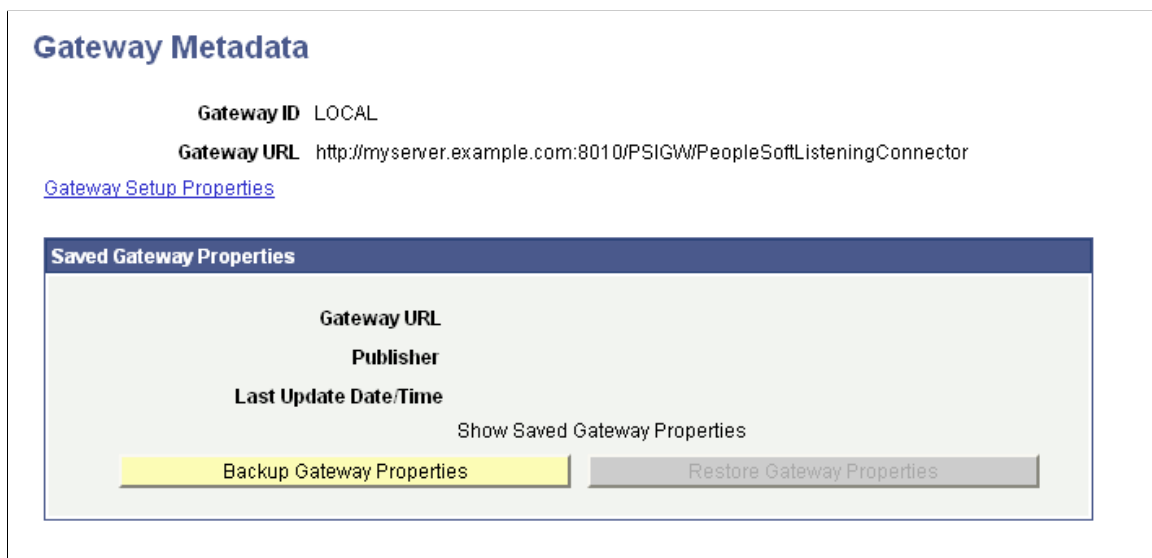 Gateway Metadata
Gateway ID LOCAL
Gateway URL http://myserver.example.com:8010/PSIGW/PeopleSoftListeningConnector
Gateway Setup Properties
Saved Gateway Properties
Gateway URL
Publisher
Last Update Date/Time
Show Saved Gateway Properties
Backup Gateway Properties Restore Gateway Properties